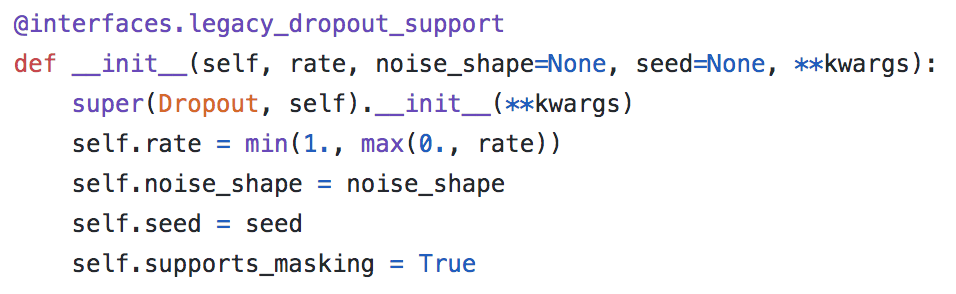 @interfaces.legacy_dropout_support
def __init__(self, rate, noise_shape=None, seed=None, **kwargs):
    super(Dropout, self).__init__(**kwargs)
    self.rate = min(1., max(0., rate))
    self.noise_shape = noise_shape
    self.seed = seed
    self.supports_masking = True